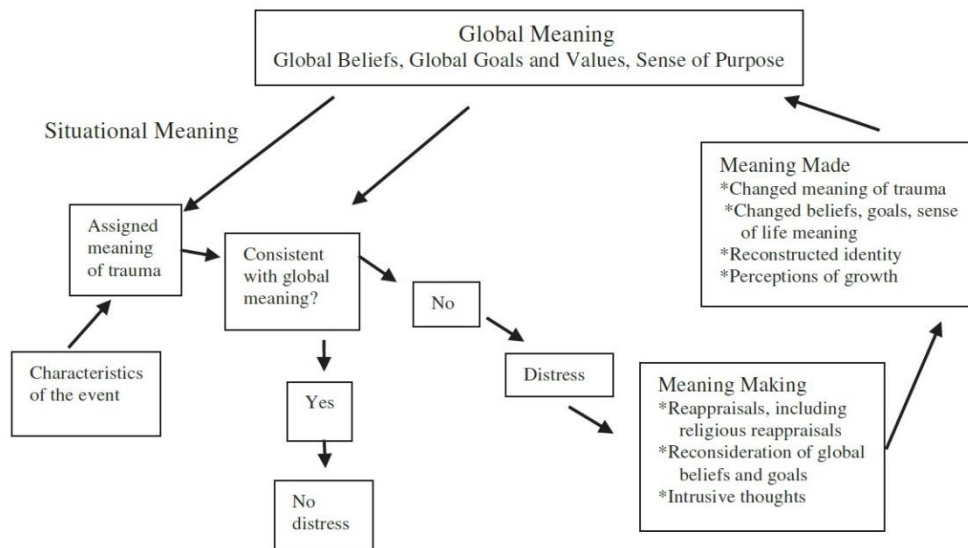 Global Meaning
Global Beliefs, Global Goals and Values, Sense of Purpose
Situational Meaning
Assigned
meaning
of trauma
Consistent
with global
meaning?
Characteristics
of the event
Yes
No
distress
No
Distress
Meaning Making
*Reappraisals, including
religious reappraisals
*Reconsideration of global
beliefs and goals
*Intrusive thoughts
Meaning Made
*Changed meaning of trauma
*Changed beliefs, goals, sense
of life meaning
*Reconstructed identity
*Perceptions of growth